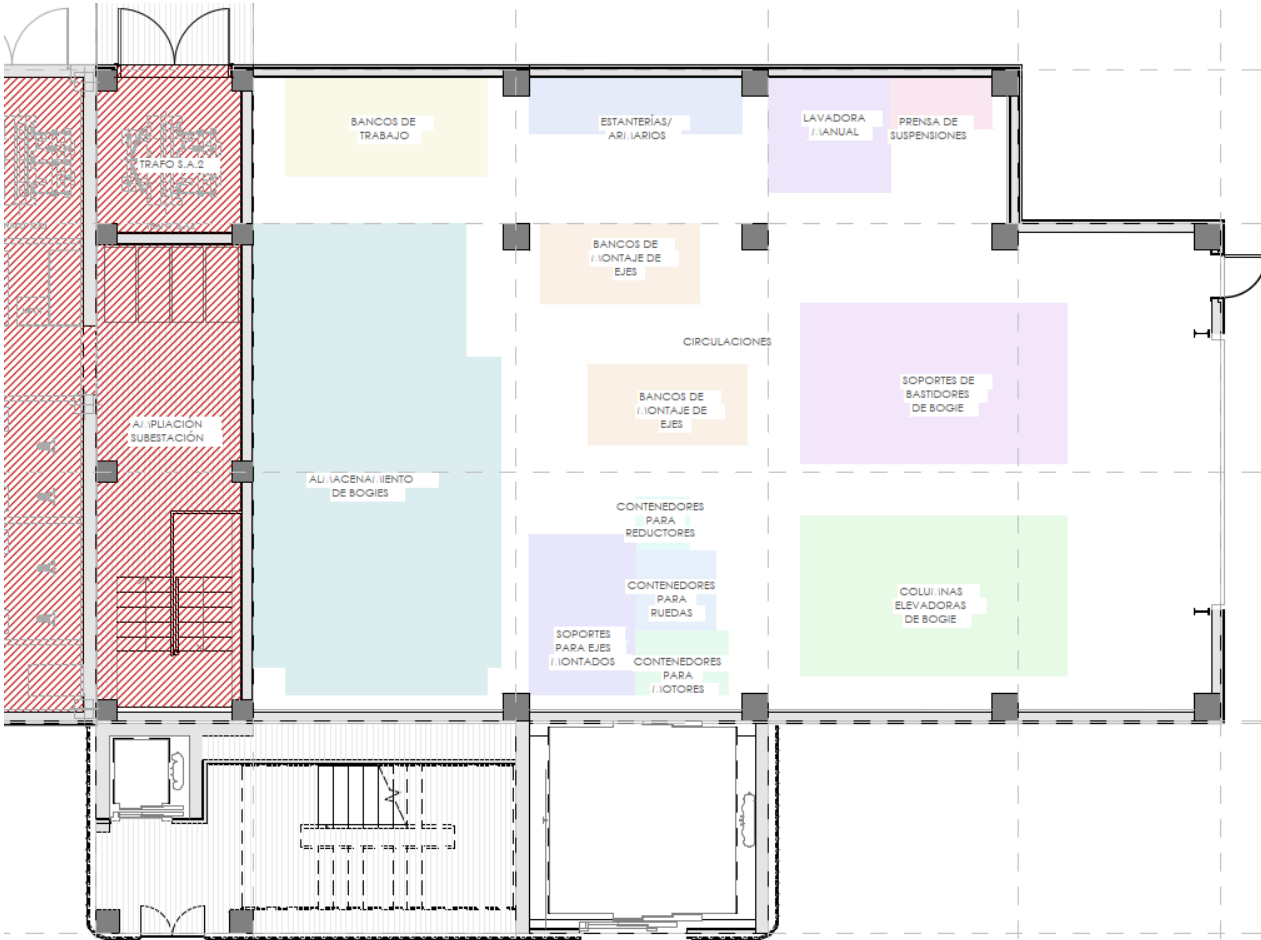 BANCOS DE
TRABAJO
ESTANTERÍAS/
ARMARIOS
LAVADORA
MANUAL
PRENSA DE
SUSPENSIONES
TRAFO S.A.2
BANCOS DE
MONTAJE DE
EJES
CIRCULACIONES
SOPORTES DE
BASTIDORES
DE BOGIE
BANCOS DE
MONTAJE DE
EJES
AMPLIACIÓN
SUBESTACIÓN
ALMACENAMIENTO
DE BOGIES
CONTENEDORES
PARA
REDUCTORES
CONTENEDORES
PARA
RUEDAS
COLUMNAS
ELEVADORAS
DE BOGIE
SOPORTES
PARA EJES
MONTADOS
CONTENEDORES
PARA
MOTORES